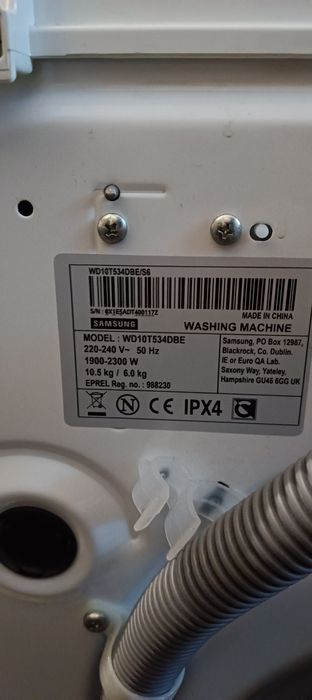 WD10T534DBE/S6
SAMSUNG
MADE IN CHINA
WASHING MACHINE
MODEL : WD10T534DBE
220-240 V~ 50 Hz
1900-2300 W
10.5 kg / 6.0 kg
EPREL Reg. no. : 988230
Samsung, PO Box 12987,
Blackrock, Co. Dublin.
IE or Euro QA Lab.
Saxony Way, Yateley,
Hampshire GU46 6GG UK
N CE IPX4